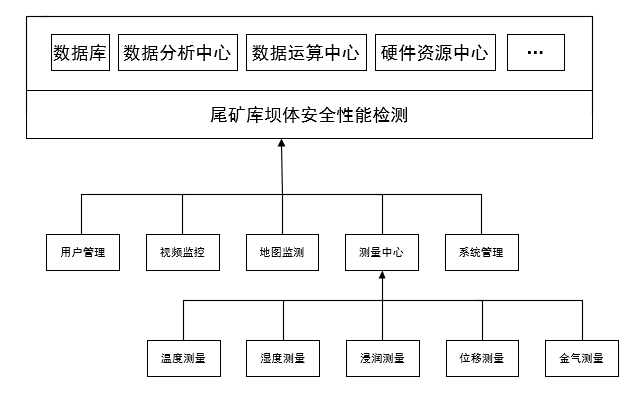 数据库 数据分析中心 数据运算中心 硬件资源中心 ...
尾矿库坝体安全性能检测
用户管理 视频监控 地图监测 测量中心 系统管理
温度测量 湿度测量 浸润测量 位移测量 金气测量